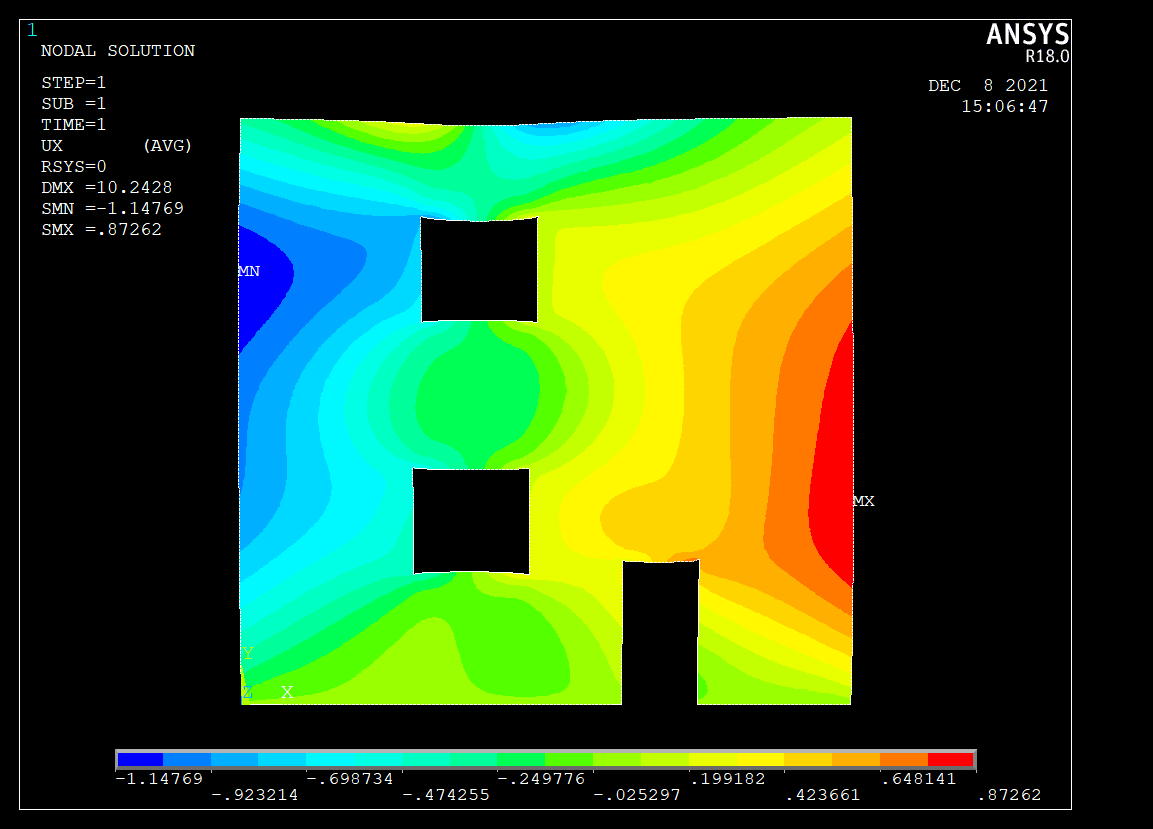 1
ANSYS
R18.0
NODAL SOLUTION
STEP=1
SUB =1
TIME=1
UX (AVG)
RSYS=0
DMX =10.2428
SMN =-1.14769
SMX =.87262
DEC 8 2021
15:06:47
MN
MX
Y
Z X
-1.14769 -.698734 -.249776 .199182 .648141
-.923214 -.474255 -.025297 .423661 .87262